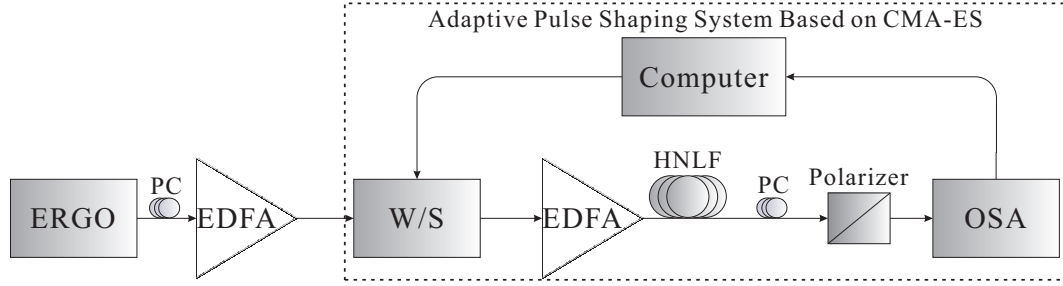 Adaptive Pulse Shaping System Based on CMA-ES
Computer
HNLF
PC
PC
Polarizer
ERGO
EDFA
W/S
EDFA
OSA